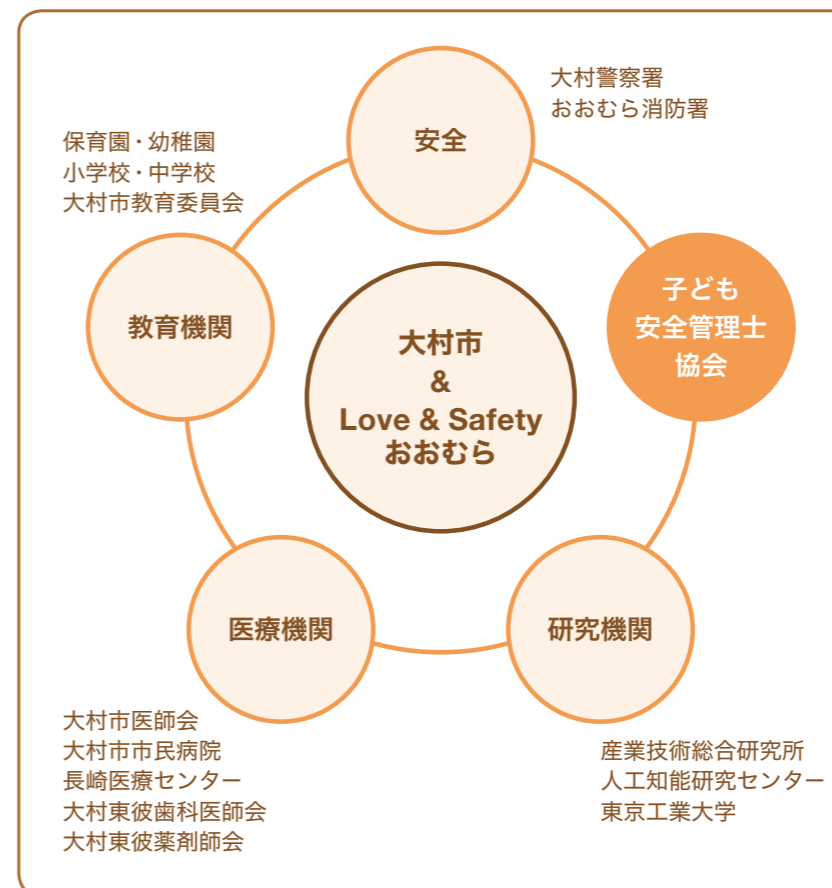 大村警察署
おおむら消防署
安全
保育園・幼稚園
小学校・中学校
大村市教育委員会
教育機関
子ども
安全管理士
協会
大村市
&
Love & Safety
おおむら
医療機関
研究機関
大村市医師会
大村市市民病院
長崎医療センター
大村東彼歯科医師会
大村東彼薬剤師会
産業技術総合研究所
人工知能研究センター
東京工業大学